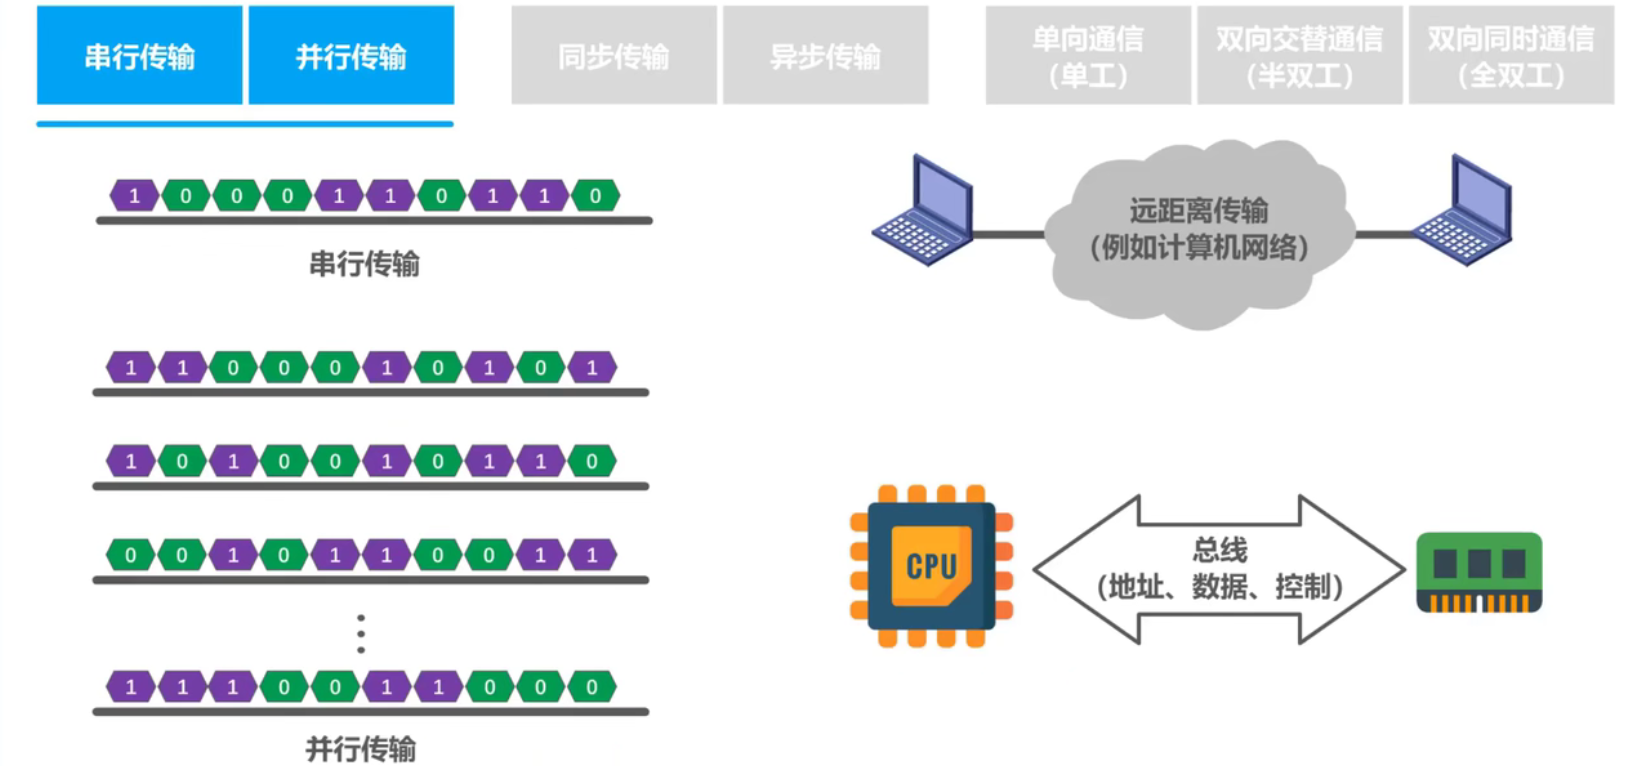 串行传输
并行传输
同步传输
异步传输
单向通信
（单工）
双向交替通信
（半双工）
双向同时通信
（全双工）
1 0 0 0 1 1 0 1 1 0
串行传输
远距离传输
（例如计算机网络）
1 1 0 0 0 1 0 1 0 1
1 0 1 0 0 1 0 1 1 0
0 0 1 0 1 1 0 0 1 1
1 1 1 0 0 1 1 0 0 0
并行传输
CPU
总线
（地址、数据、控制）